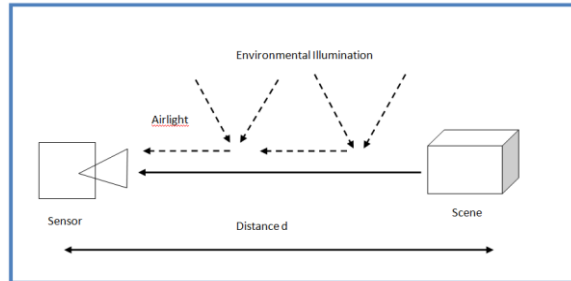 Environmental Illumination
Airlight
Sensor
Distance d
Scene